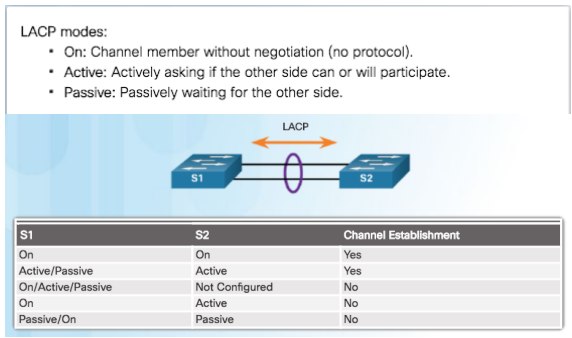 LACP modes:
▪ On: Channel member without negotiation (no protocol).
▪ Active: Actively asking if the other side can or will participate.
▪ Passive: Passively waiting for the other side.
LACP
S1 S2
S1 S2 Channel Establishment
On On Yes
Active/Passive Active Yes
On/Active/Passive Not Configured No
On Active No
Passive/On Passive No